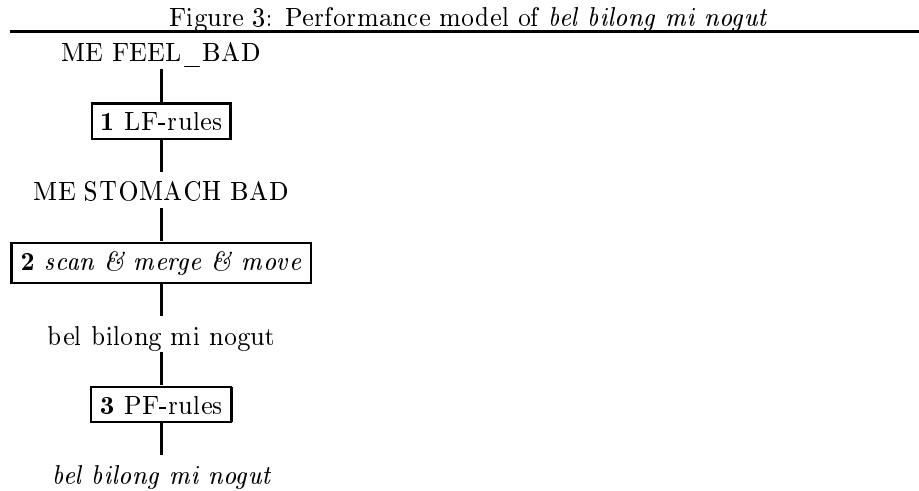 Figure 3: Performance model of bel bilong mi nogut
ME FEEL_BAD
1 LF-rules
ME STOMACH BAD
2 scan & merge & move
bel bilong mi nogut
3 PF-rules
bel bilong mi nogut